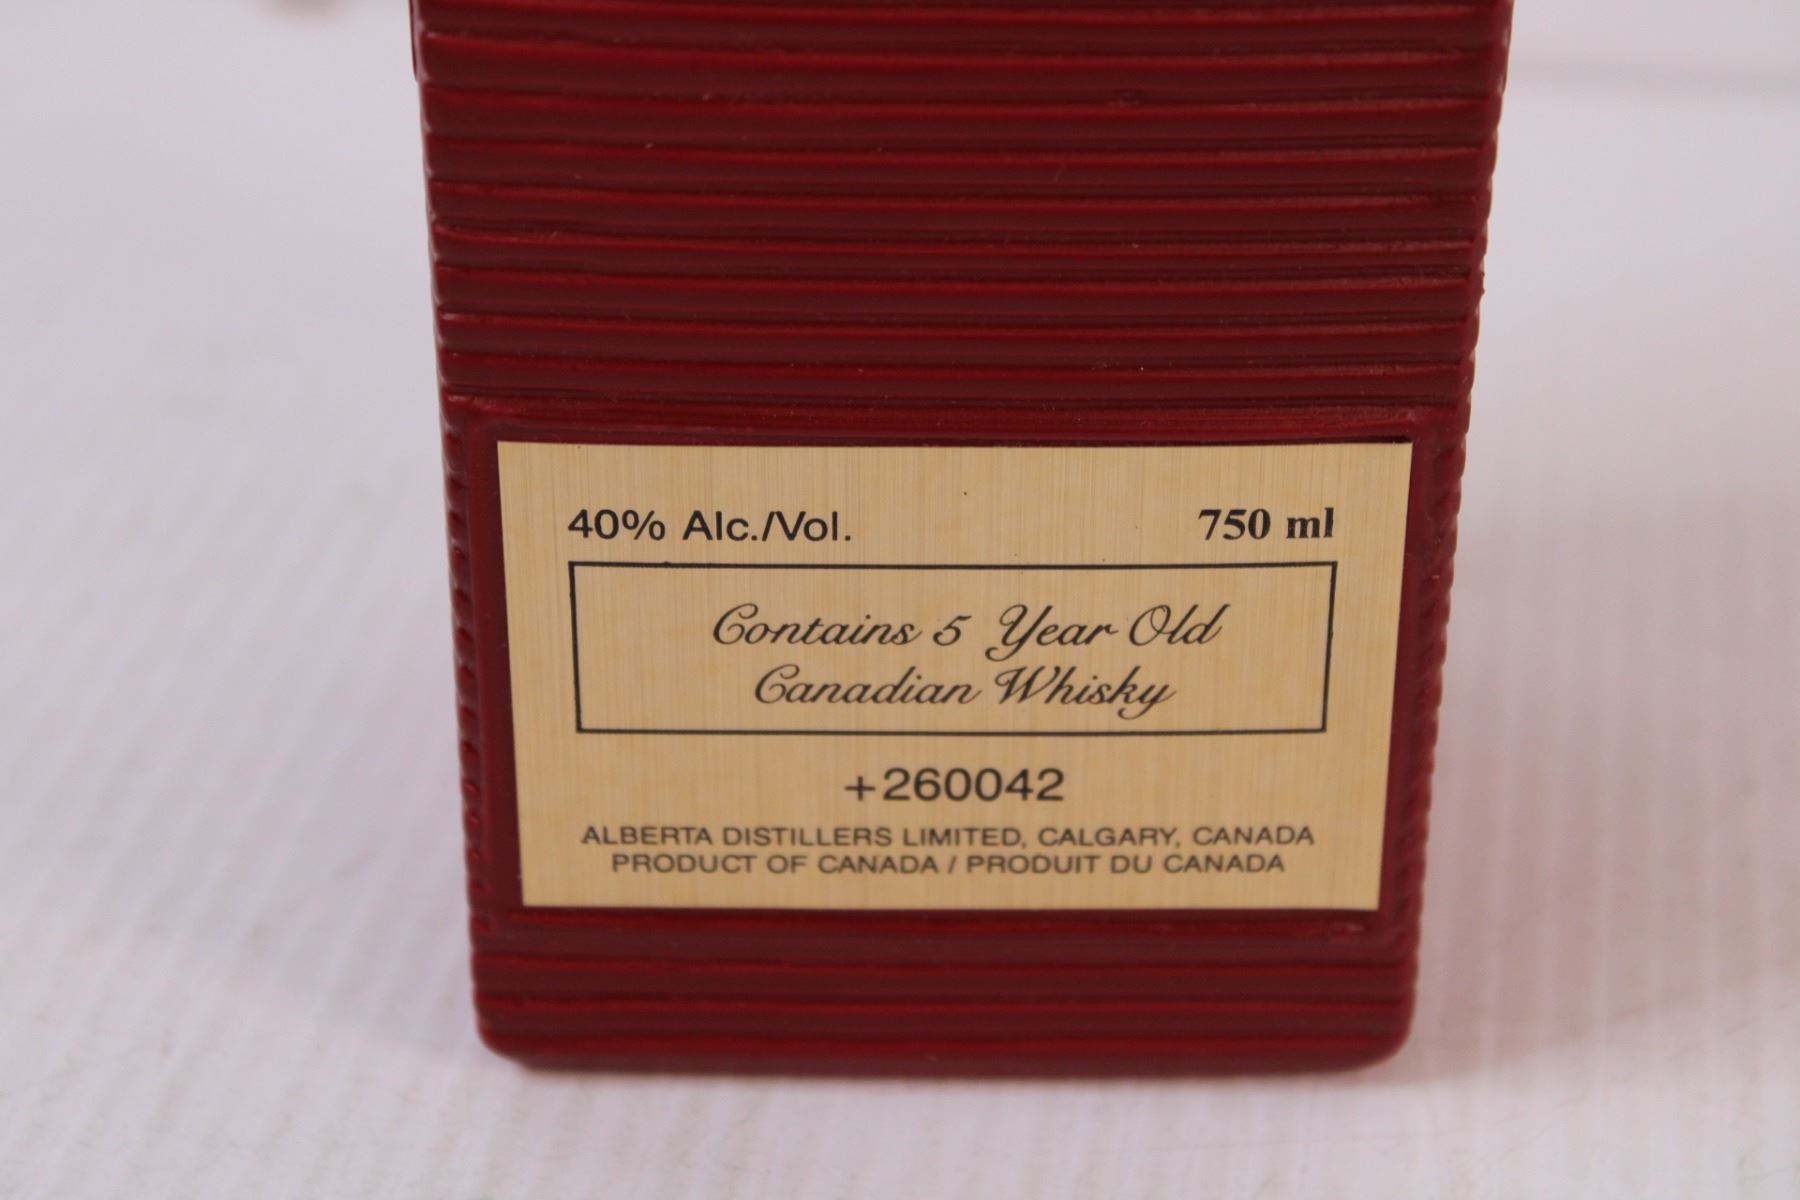 40% Alc./Vol. 750 ml
Contains 5 Year Old
Canadian Whisky
+260042
ALBERTA DISTILLERS LIMITED, CALGARY, CANADA
PRODUCT OF CANADA / PRODUIT DU CANADA